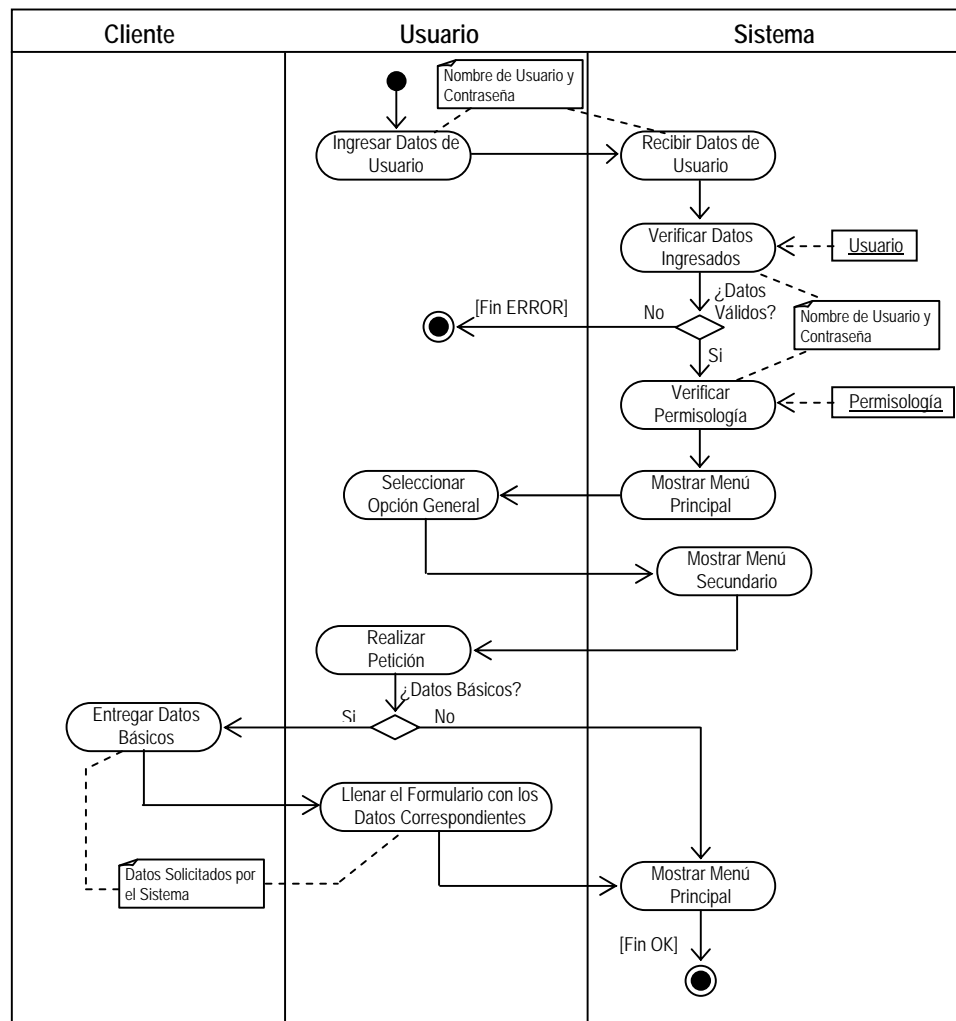 Cliente
Usuario
Sistema
Nombre de Usuario y
Contraseña
Ingresar Datos de
Usuario
Recibir Datos de
Usuario
Verificar Datos
Ingresados
Usuario
¿Datos
Válidos?
[Fin ERROR]
No
Nombre de Usuario y
Contraseña
Si
Verificar
Permisología
Permisología
Seleccionar
Opción General
Mostrar Menú
Principal
Mostrar Menú
Secundario
Realizar
Petición
¿Datos Básicos?
Si
No
Entregar Datos
Básicos
Llenar el Formulario con los
Datos Correspondientes
Datos Solicitados por
el Sistema
Mostrar Menú
Principal
[Fin OK]